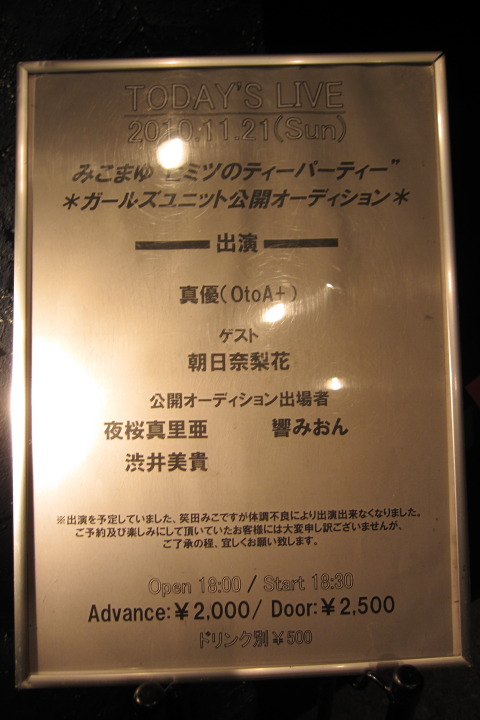 TODAY'S LIVE
2010.11.21(Sun)
みこまゆ"ヒミツのティーパーティー"
＊ガールズユニット公開オーディション＊
出演
真優(OtoA+)
ゲスト
朝日奈梨花
公開オーディション出場者
夜桜真里亜 響みおん
渋井美貴
※出演を予定していました、笑田みこですが体調不良により出演出来なくなりました。
ご予約及び楽しみにして頂いていたお客様には大変申し訳ございませんが、
ご了承の程、宜しくお願い致します。
Open 18:00 / Start 18:30
Advance:￥2,000/ Door:￥2,500
ドリンク別￥500